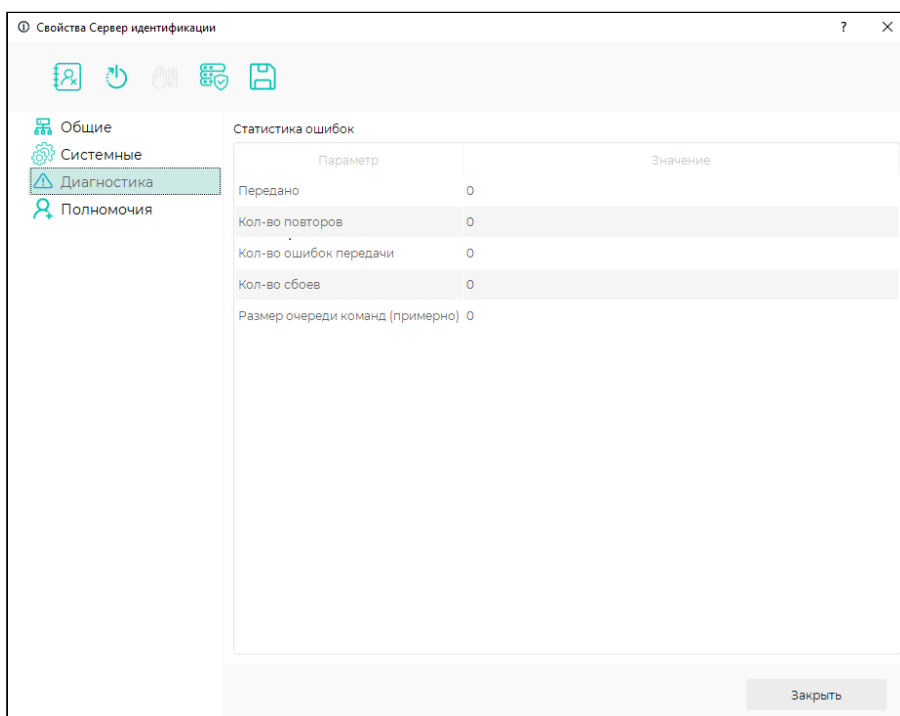 Свойства Сервер идентификации
Общие
Системные
Диагностика
Полномочия
Статистика ошибок
Параметр Значение
Передано 0
Кол-во повторов 0
Кол-во ошибок передачи 0
Кол-во сбоев 0
Размер очереди команд (примерно) 0
Закрыть